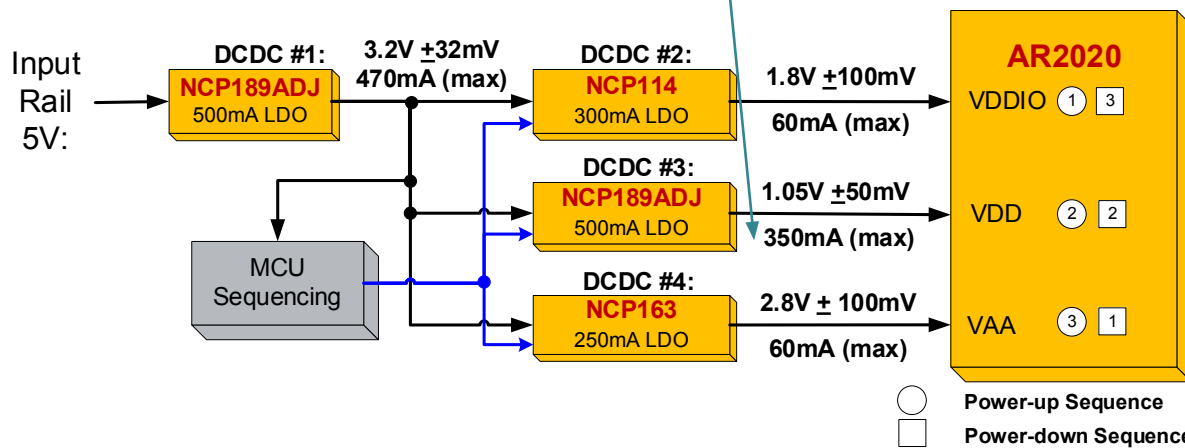 Input
Rail
5V:
DCDC #1:
NCP189ADJ
500mA LDO
3.2V ±32mV
470mA (max)
MCU
Sequencing
DCDC #2:
NCP114
300mA LDO
1.8V ±100mV
60mA (max)
DCDC #3:
NCP189ADJ
500mA LDO
1.05V ±50mV
350mA (max)
DCDC #4:
NCP163
250mA LDO
2.8V ± 100mV
60mA (max)
AR2020
VDDIO 1 3
VDD 2 2
VAA 3 1
Power-up Sequence
Power-down Sequence